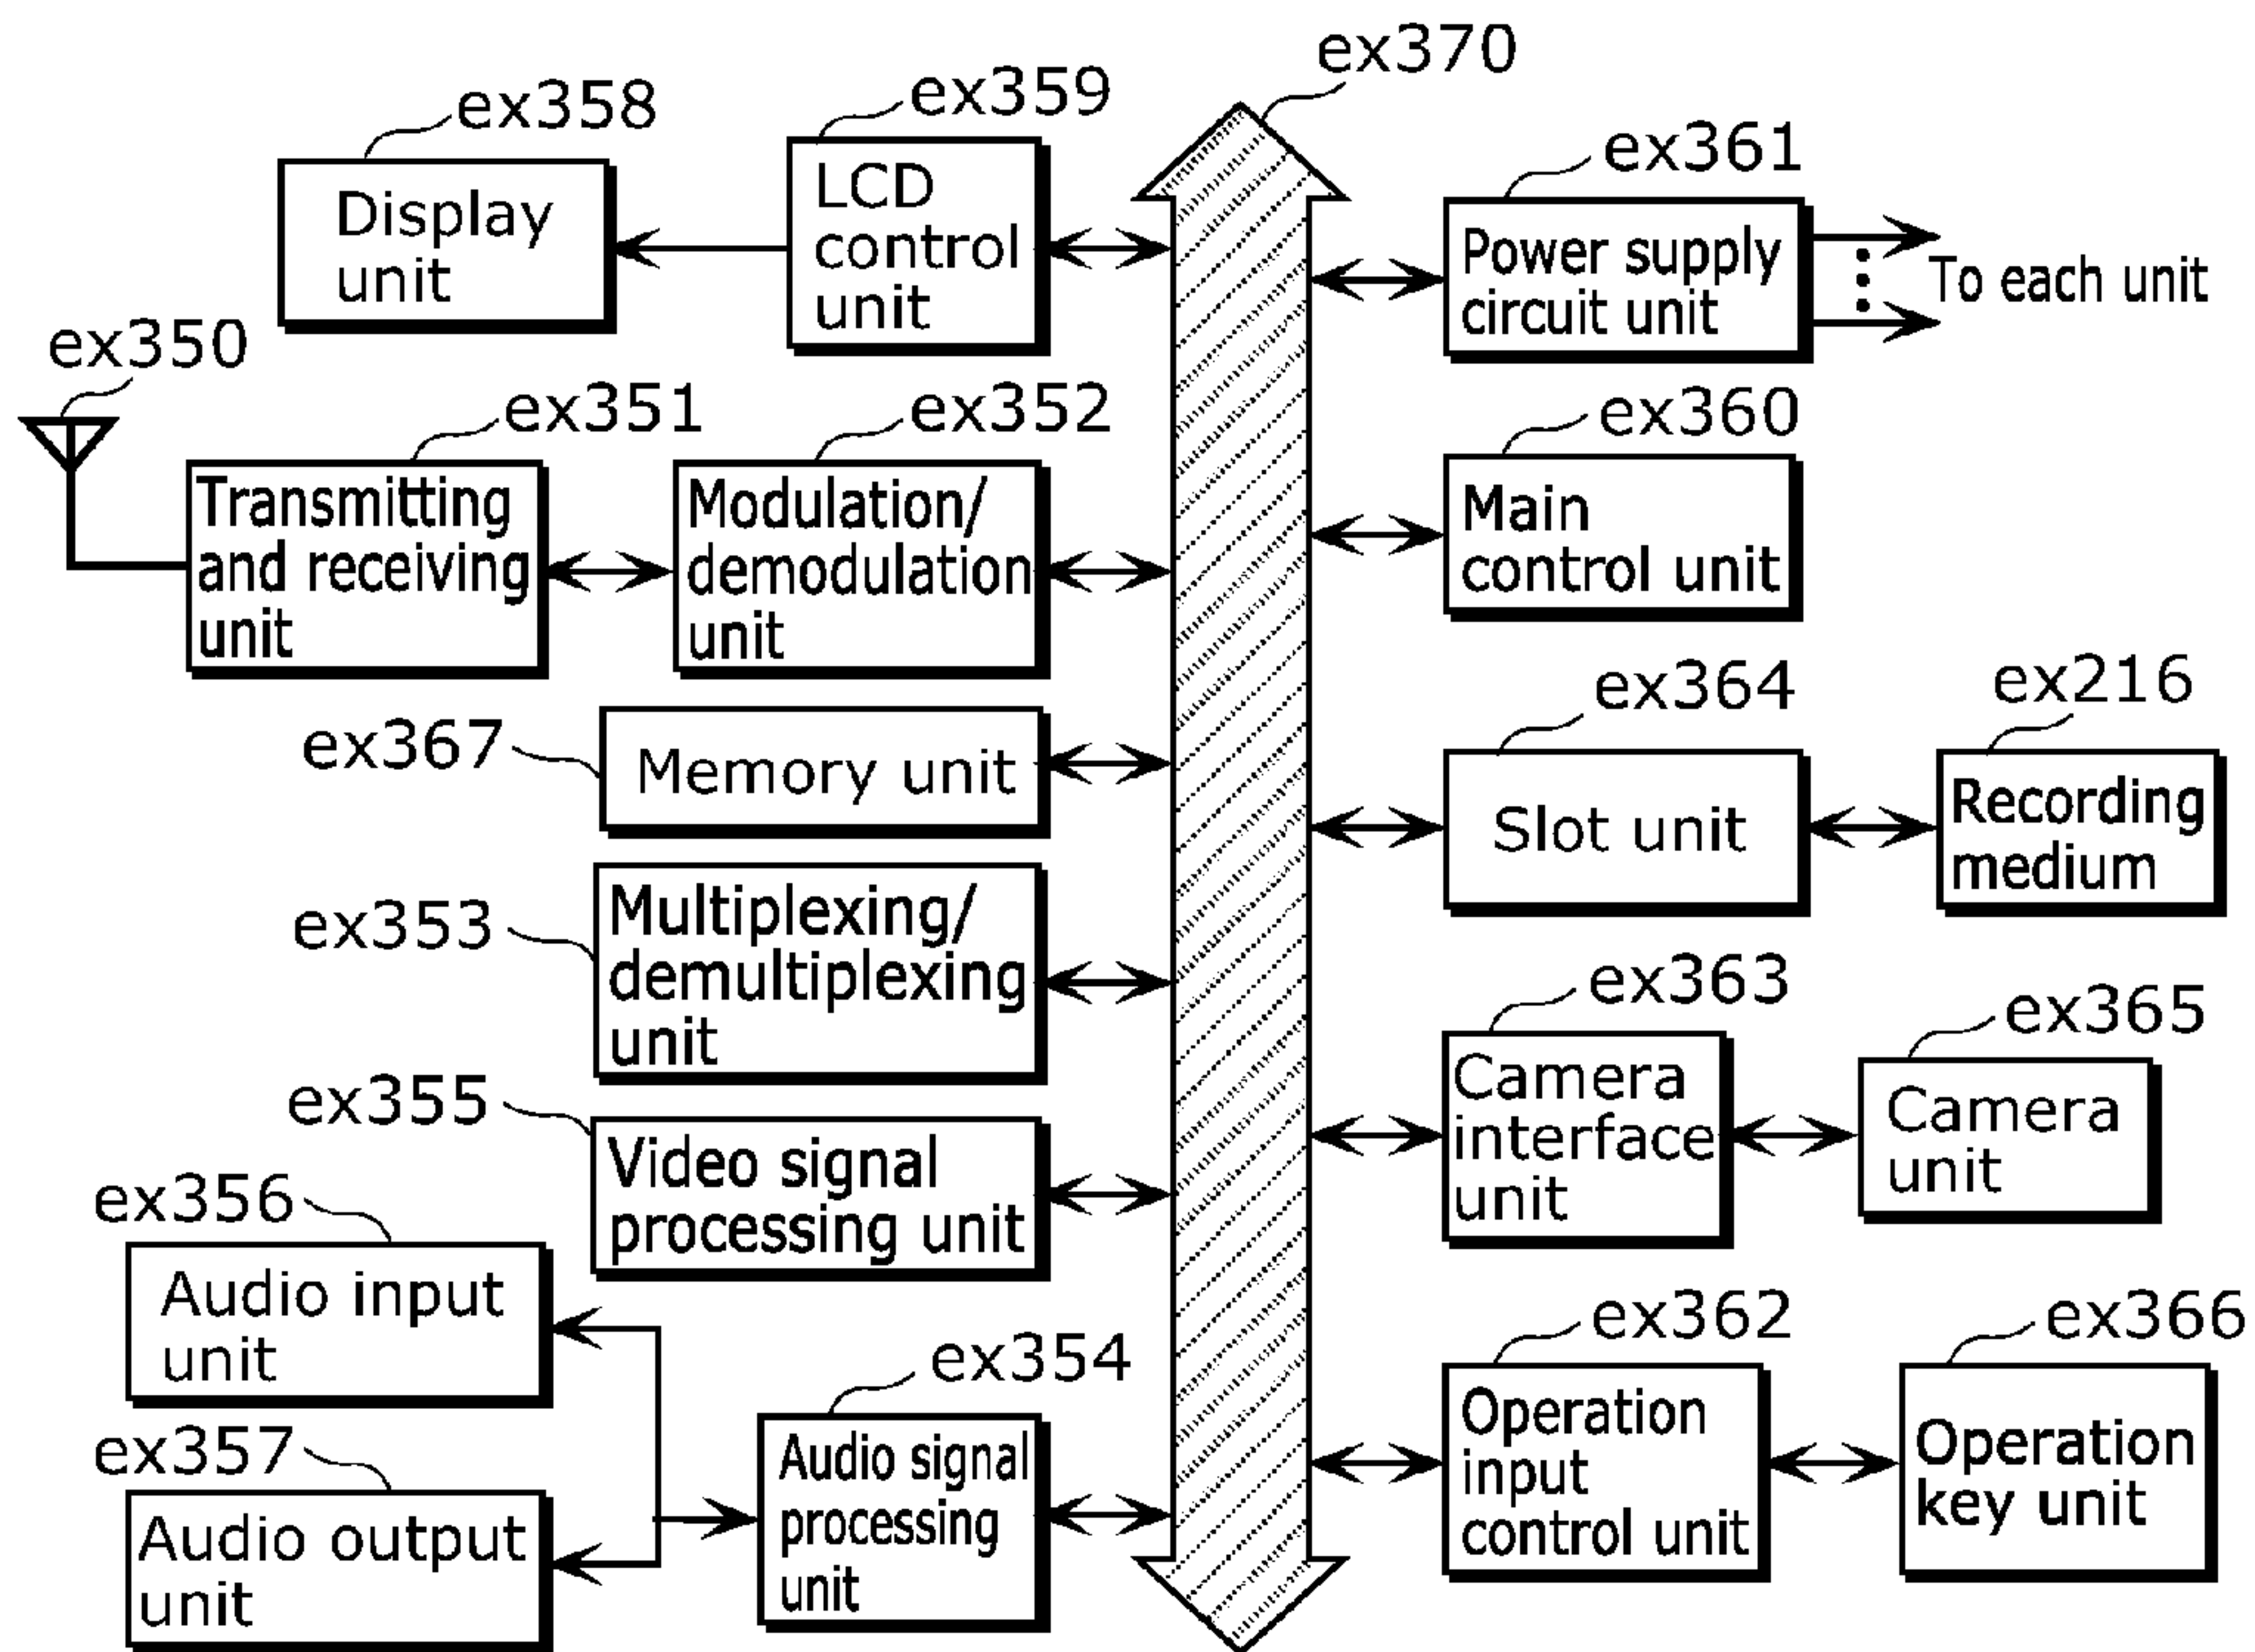 ex370
ex358
ex359
ex361
Display
unit
LCD
control
unit
Power supply
circuit unit
To each unit
ex350
ex351
ex352
ex360
Transmitting
and receiving
unit
Modulation/
demodulation
unit
Main
control unit
ex367
Memory unit
ex364
ex216
Slot unit
Recording
medium
ex353
Multiplexing/
demultiplexing
unit
ex363
ex365
Camera
interface
unit
Camera
unit
ex355
Video signal
processing unit
ex356
Audio input
unit
ex354
ex362
ex366
ex357
Audio output
unit
Audio signal
processing
unit
Operation
input
control unit
Operation
key unit